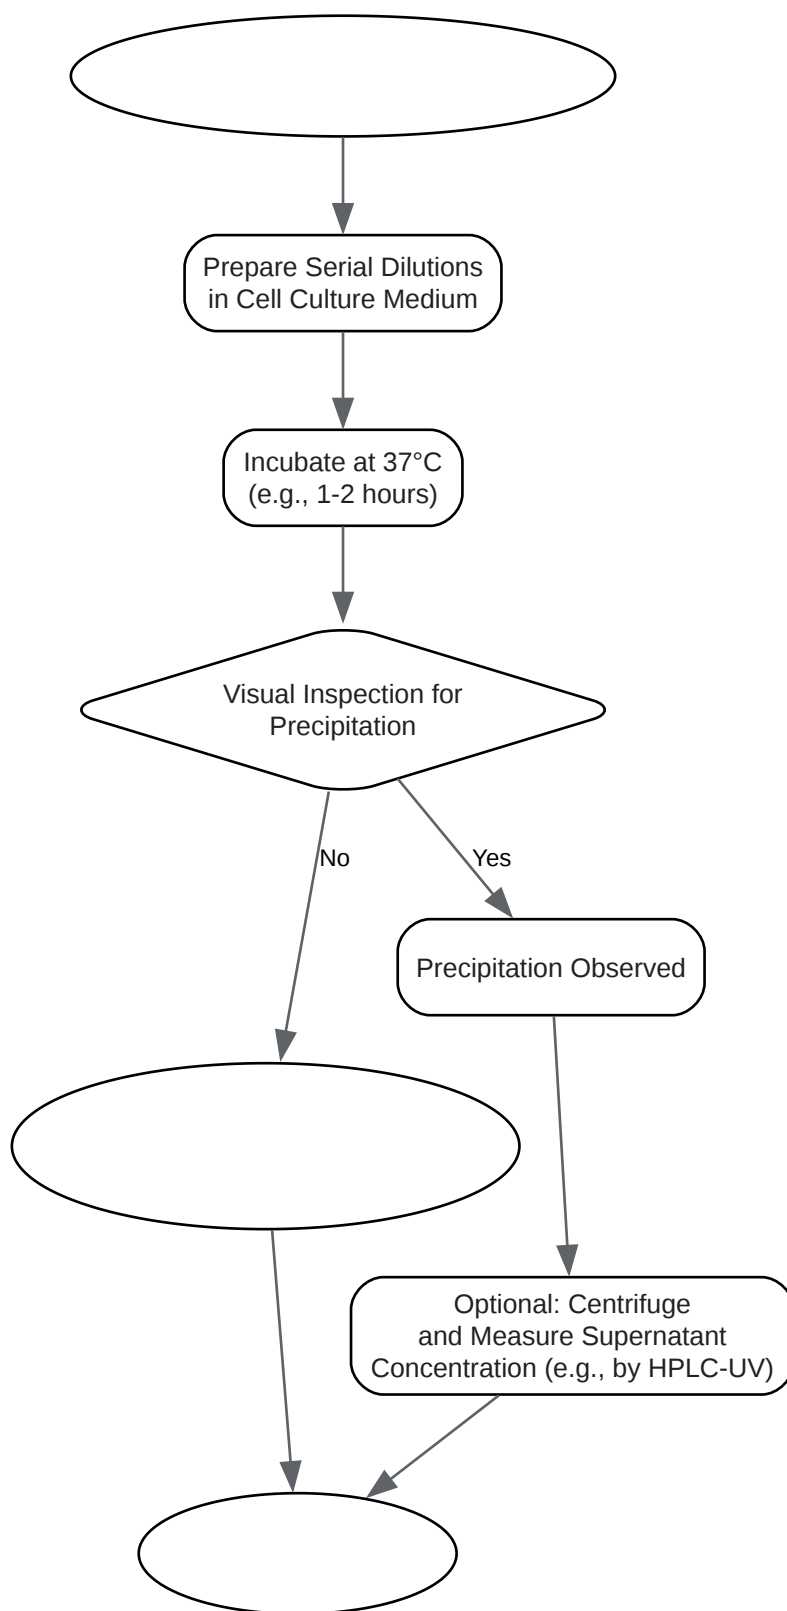 Prepare Serial Dilutions
in Cell Culture Medium
Incubate at 37°C
(e.g., 1-2 hours)
Visual Inspection for
Precipitation
No
Yes
Precipitation Observed
Optional: Centrifuge
and Measure Supernatant
Concentration (e.g., by HPLC-UV)